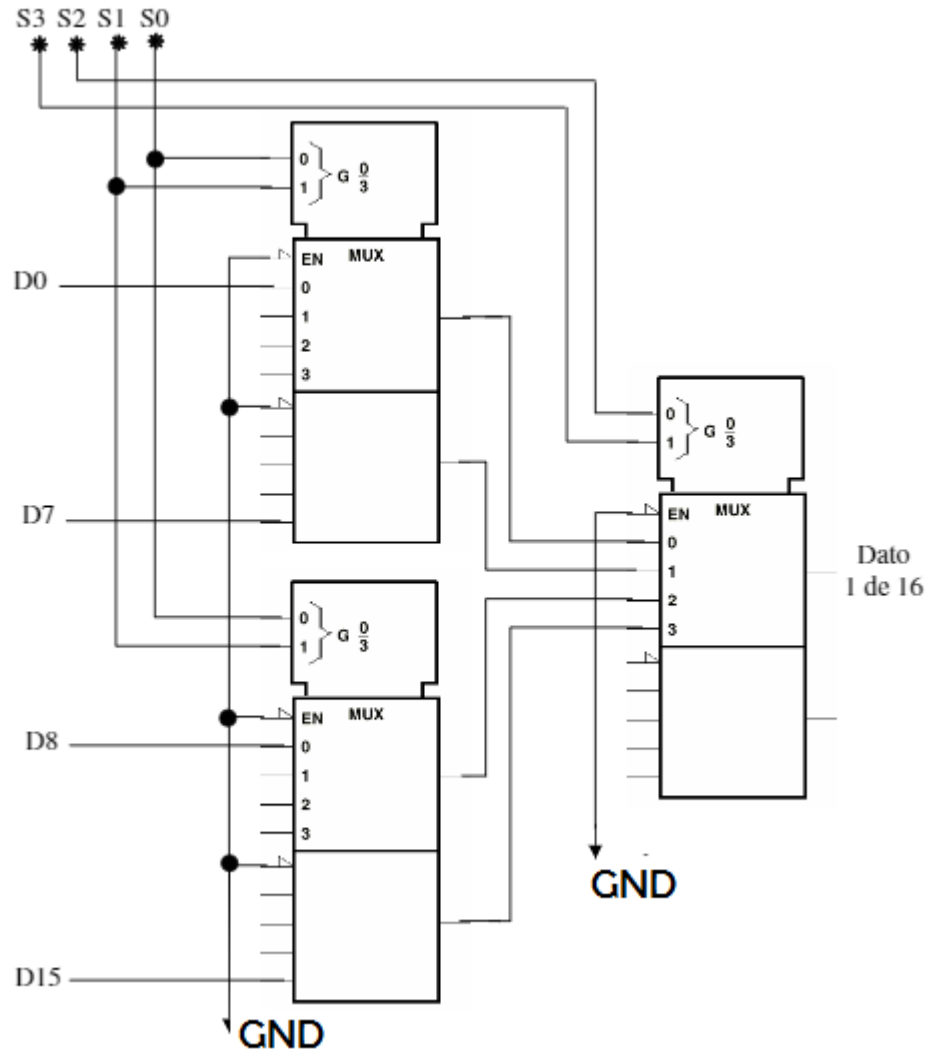 S3 S2 S1 S0
0
1
G 0/3
EN MUX
D0
0
1
2
3
D7
0
1
G 0/3
EN MUX
D8
0
1
2
3
D15
GND
0
1
G 0/3
EN MUX
0
1
2
3
Dato
1 de 16
GND